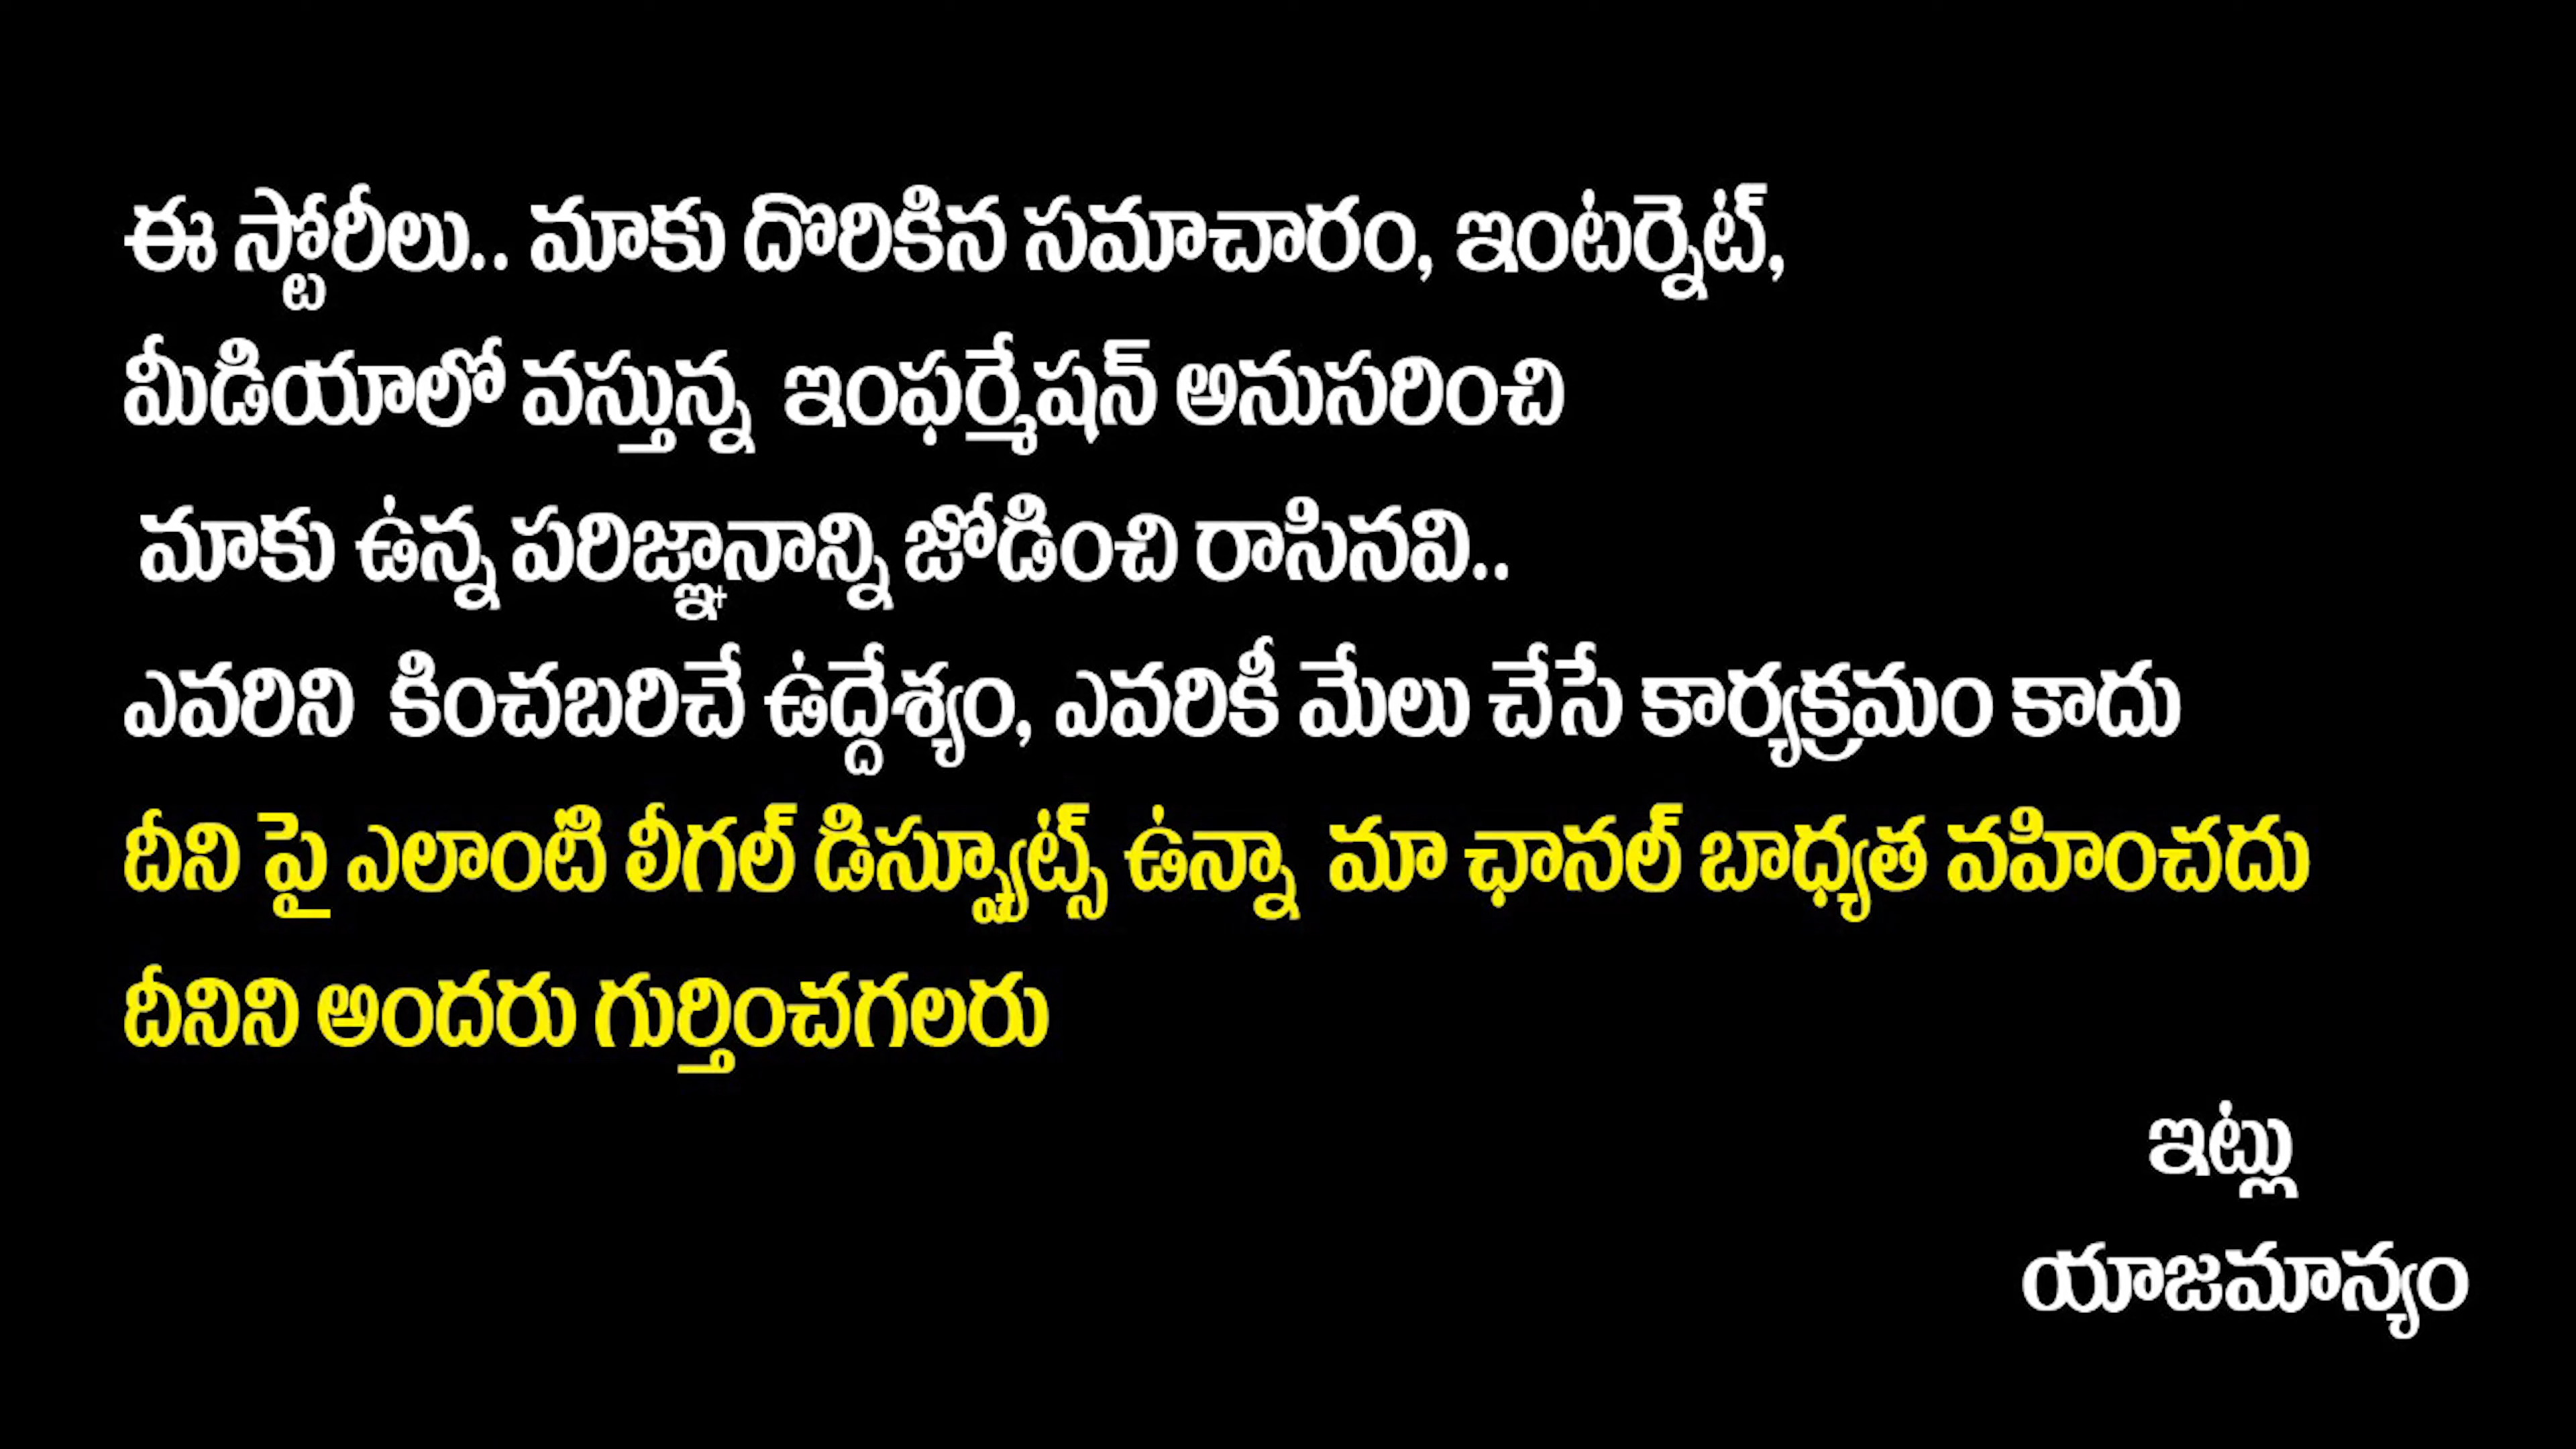 ఈ స్టోరీలు.. మాకు దొరికిన సమాచారం, ఇంటర్నెట్,
మీడియాలో వస్తున్న ఇంఫర్మేషన్ అనుసరించి
మాకు ఉన్న పరిజ్ఞానాన్ని జోడించి రాసినవి..
ఎవరిని కించబరిచే ఉద్దేశ్యం, ఎవరికీ మేలు చేసే కార్యక్రమం కాదు
దీని పై ఎలాంటి లీగల్ డిస్ప్యూట్స్ ఉన్నా మా ఛానల్ బాధ్యత వహించదు
దీనిని అందరు గుర్తించగలరు
ఇట్లు
యాజమాన్యం